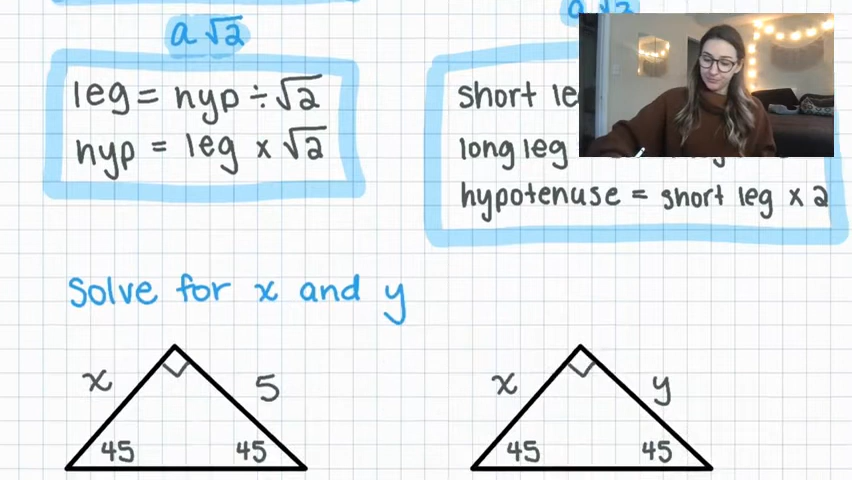 a√2
a√2
leg = hyp ÷ √2
hyp = leg x √2
short le
long leg
hypotenuse = short leg x 2
Solve for x and y
x
5
45
45
x
y
45
45